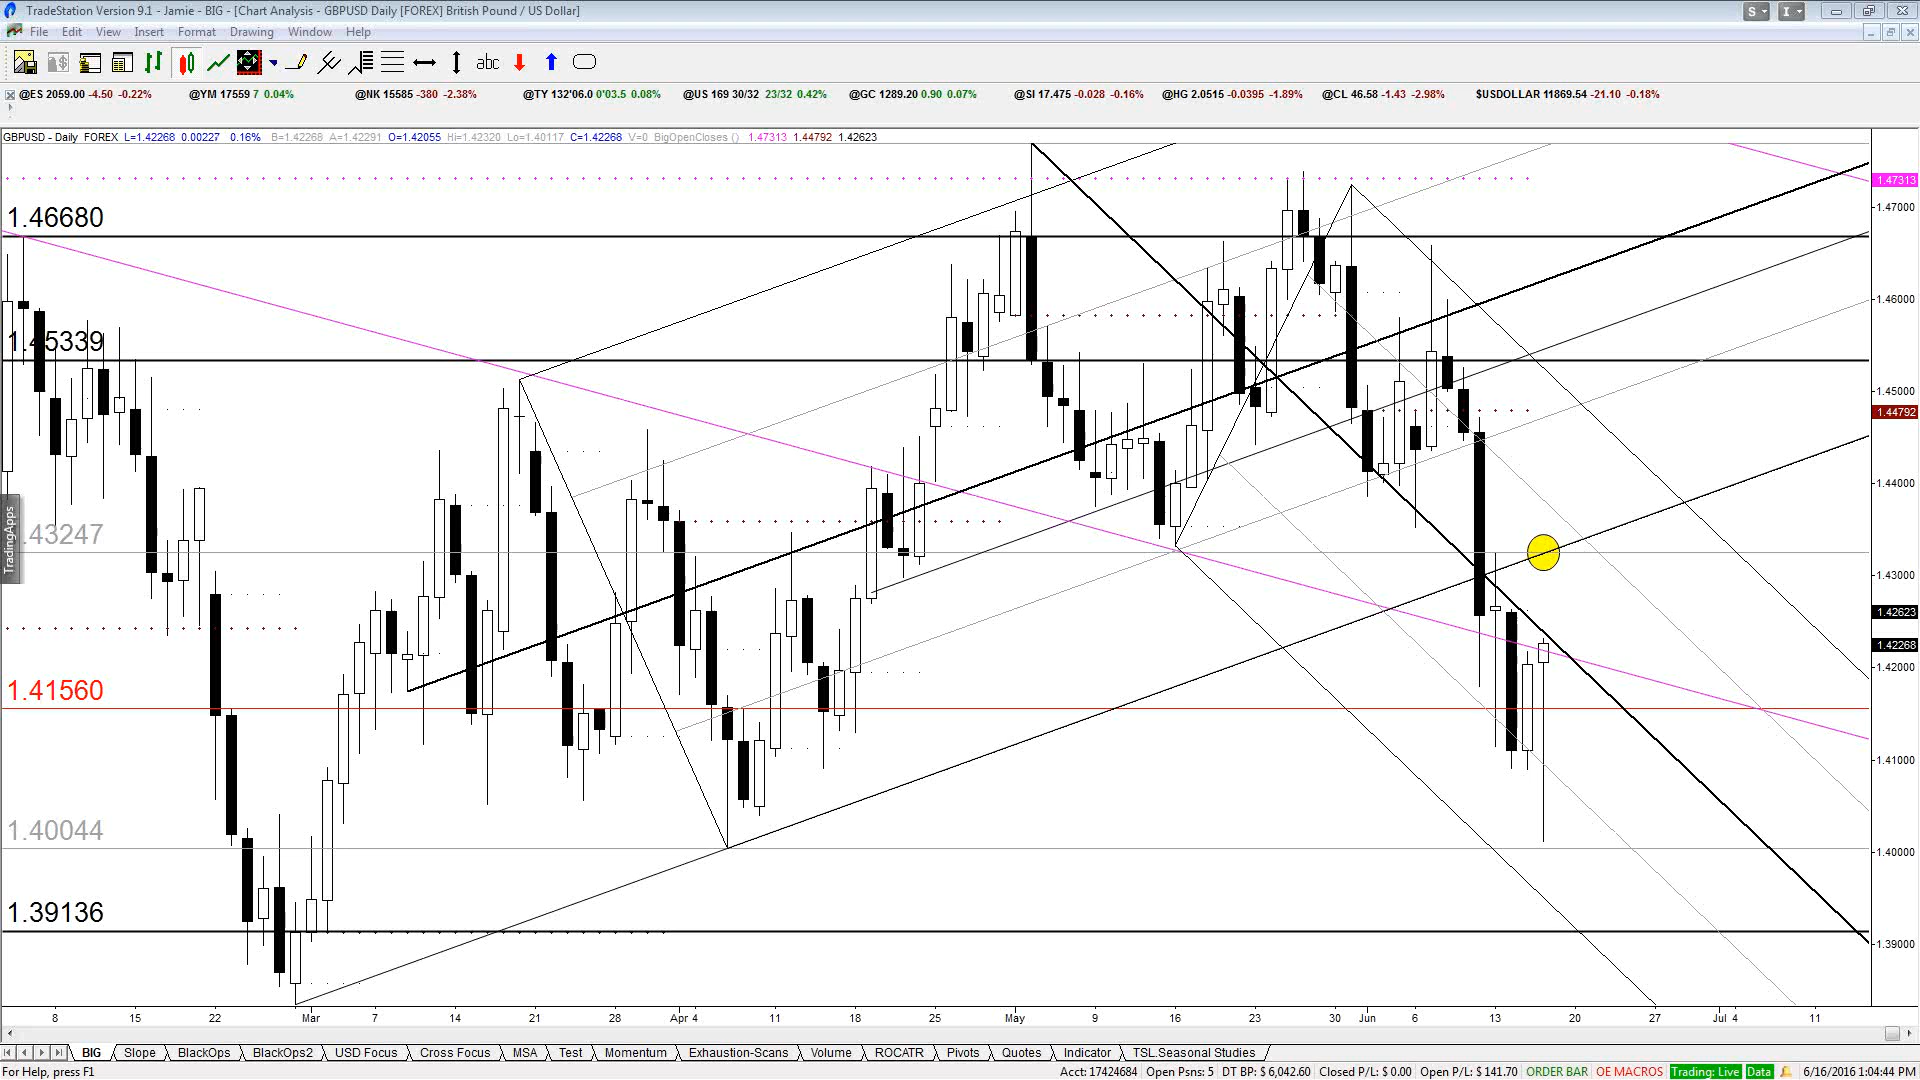 TradeStation Version 9.1 - Jamie - BIG - [Chart Analysis - GBPUSD Daily [FOREX] British Pound / US Dollar]
S I
File Edit View Insert Format Drawing Window Help
abc
@ES 2059.00 -4.50 -0.22% @YM 17559 7 0.04% @NK 15585 -380 -2.38% @TY 132'06.0 0'03.5 0.08% @US 169 30/32 23/32 0.42% @GC 1289.20 0.90 0.07% @SI 17.475 -0.028 -0.16% @HG 2.0515 -0.0395 -1.89% @CL 46.58 -1.43 -2.98% $USDOLLAR 11869.54 -21.10 -0.18%
GBPUSD - Daily FOREX L=1.42268 0.00227 0.16% B=1.42268 A=1.42291 O=1.42055 Hi=1.42320 Lo=1.40117 C=1.42268 V=0 BigOpenCloses () 1.47313 1.44792 1.42623
1.47313
1.47000
1.46680
1.46000
1.45339
1.45000
1.44792
1.44000
1.43247
1.43000
1.42623
1.42268
1.42000
1.41560
1.41000
1.40044
1.40000
1.39136
1.39000
TradingApps
8 15 22 Mar 7 14 21 28 Apr 4 11 18 25 May 9 16 23 30 Jun 6 13 20 27 Jul 4 11
BIG Slope BlackOps BlackOps2 USD Focus Cross Focus MSA Test Momentum Exhaustion-Scans Volume ROCATR Pivots Quotes Indicator TSL.Seasonal Studies
For Help, press F1 Acct: 17424684 Open Psns: 5 DT BP: $ 6,042.60 Closed P/L: $ 0.00 Open P/L: $ 141.70 ORDER BAR OE MACROS Trading: Live Data 6/16/2016 1:04:44 PM